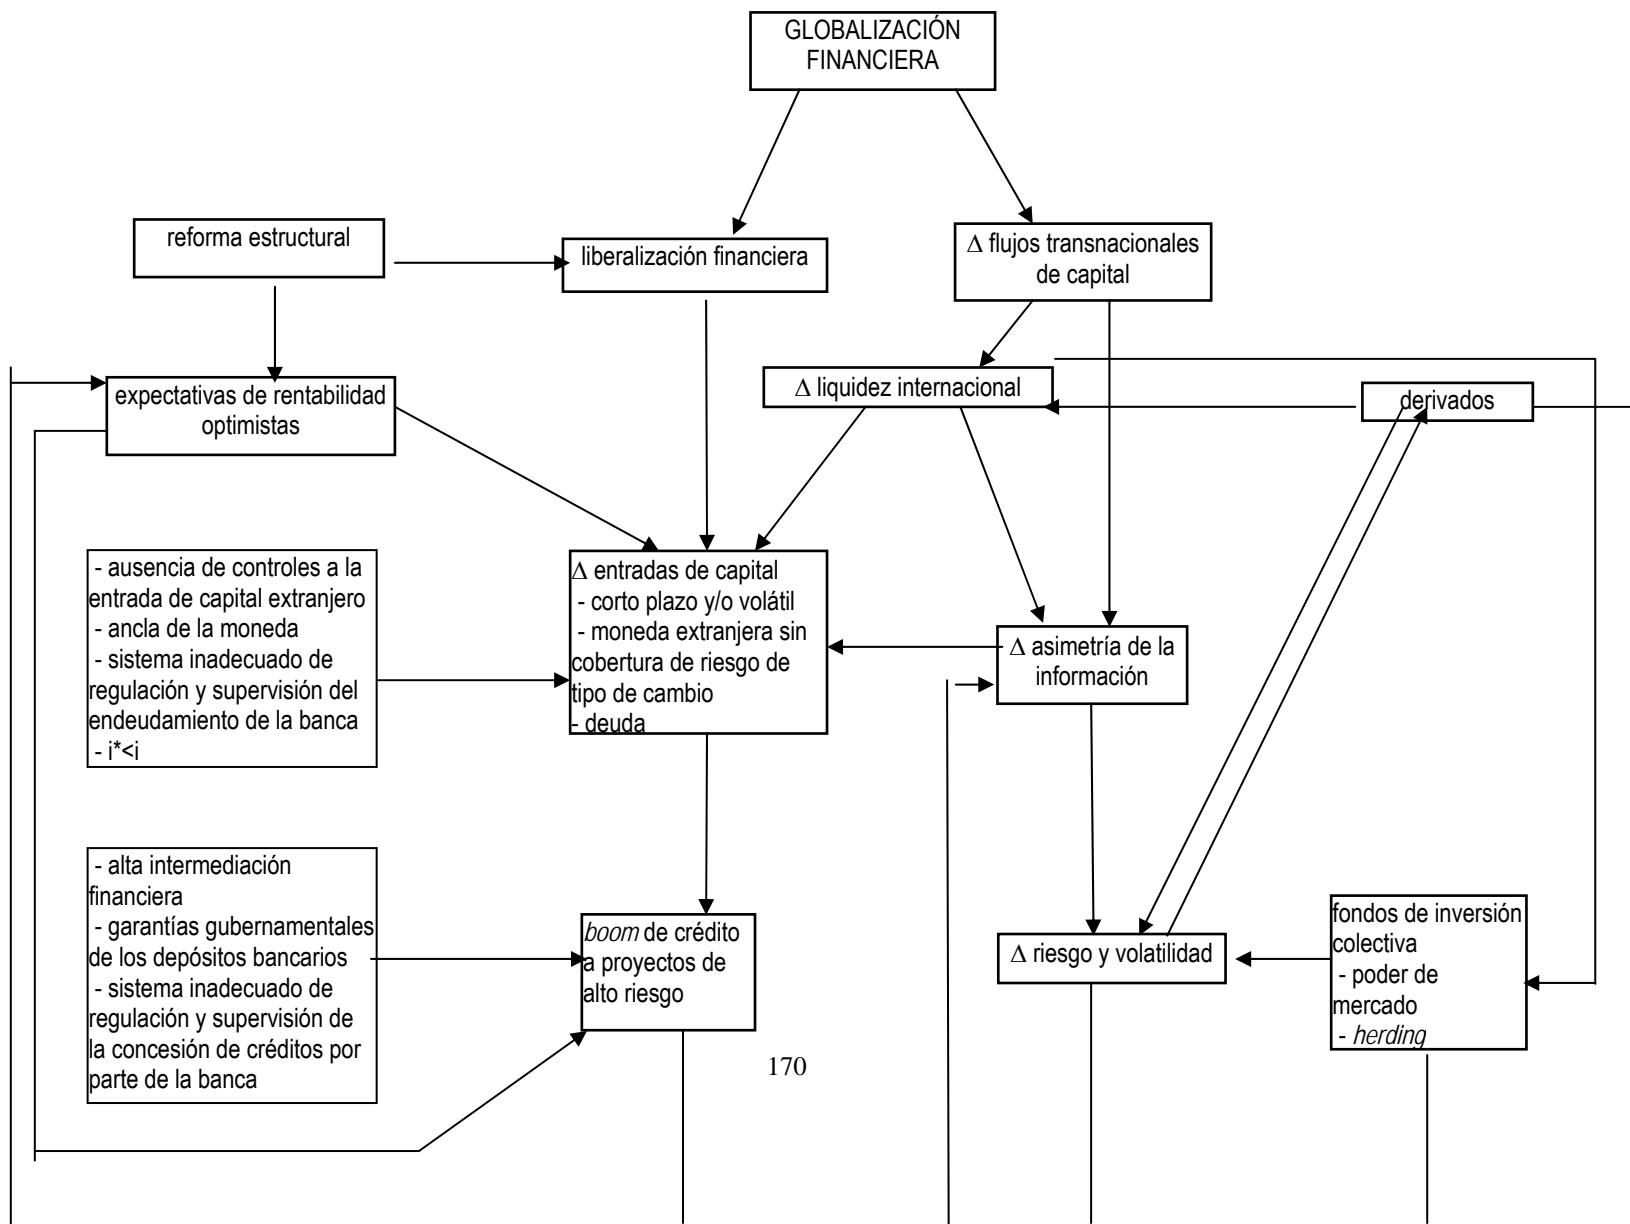 GLOBALIZACIÓN
FINANCIERA
reforma estructural
liberalización financiera
Δ flujos transnacionales
de capital
expectativas de rentabilidad
optimistas
Δ liquidez internacional
derivados
- ausencia de controles a la
entrada de capital extranjero
- ancla de la moneda
- sistema inadecuado de
regulación y supervisión del
endeudamiento de la banca
- i*<i
Δ entradas de capital
- corto plazo y/o volátil
- moneda extranjera sin
cobertura de riesgo de
tipo de cambio
- deuda
Δ asimetría de la
información
- alta intermediación
financiera
- garantías gubernamentales
de los depósitos bancarios
- sistema inadecuado de
regulación y supervisión de
la concesión de créditos por
parte de la banca
boom de crédito
a proyectos de
alto riesgo
Δ riesgo y volatilidad
fondos de inversión
colectiva
- poder de
mercado
- herding
170